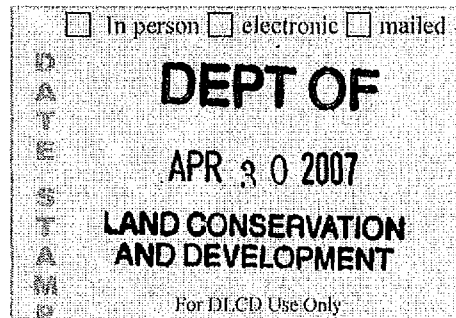 ☐ In person ☐ electronic ☐ mailed
DATE STAMP
DEPT OF
APR 30 2007
LAND CONSERVATION
AND DEVELOPMENT
For DLCD Use Only